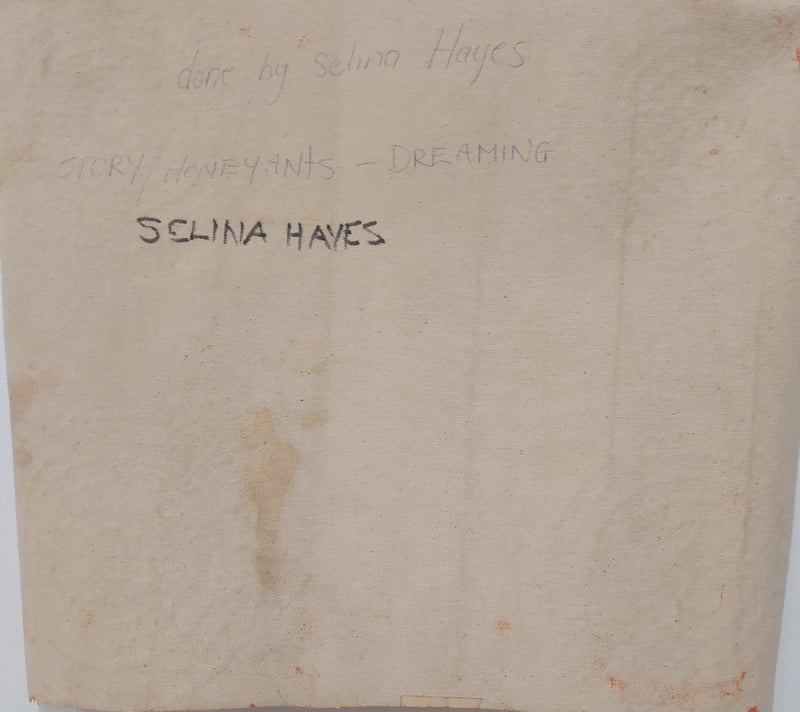 done by Selina Hayes
STORY/HONEYANTS - DREAMING
SELINA HAYES